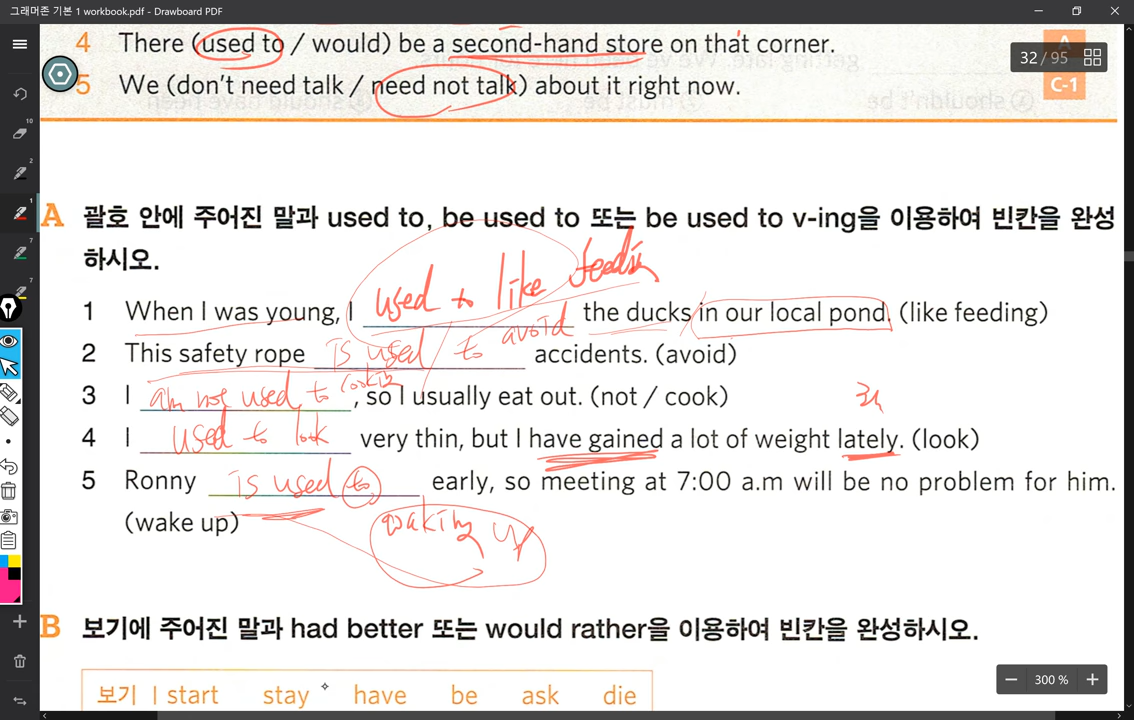 그래머존 기본 1 workbook.pdf - Drawboard PDF
4 There (used to / would) be a second-hand store on that corner.
A
32 / 95
5 We (don't need talk / need not talk) about it right now.
C-1
A 괄호 안에 주어진 말과 used to, be used to 또는 be used to v-ing을 이용하여 빈칸을 완성
하시오.
1 When I was young, I used to like feeding the ducks in our local pond. (like feeding)
2 This safety rope is used to avoid accidents. (avoid)
3 I am not used to cooking, so I usually eat out. (not / cook)
4 I used to look very thin, but I have gained a lot of weight lately. (look)
5 Ronny is used to early, so meeting at 7:00 a.m will be no problem for him.
(wake up)
waking up
B 보기에 주어진 말과 had better 또는 would rather을 이용하여 빈칸을 완성하시오.
보기 I start stay have be ask die
300 %